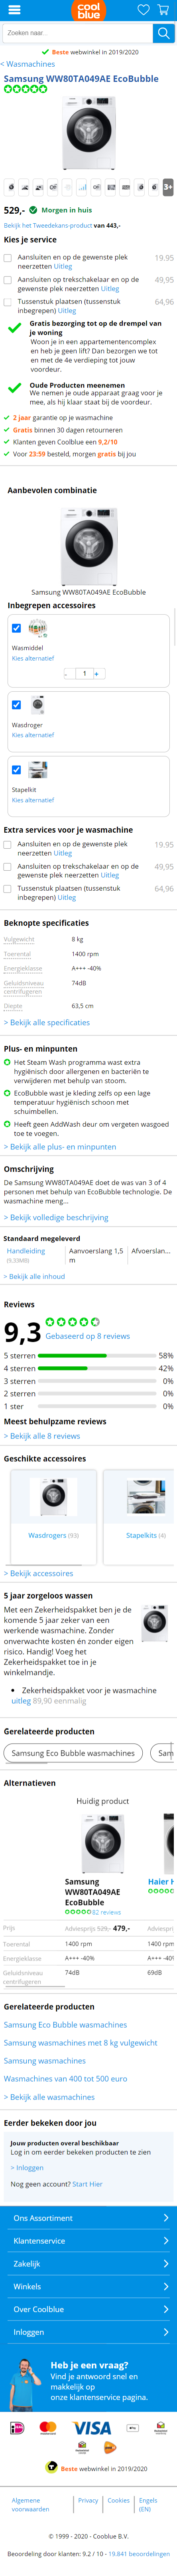 cool
blue
Zoeken naar...
Beste webwinkel in 2019/2020
< Wasmachines
Samsung WW80TA049AE EcoBubble
3+
529,- Morgen in huis
Bekijk het Tweedekans-product van 443,-
Kies je service
Aansluiten en op de gewenste plek 19.95
neerzetten Uitleg
Aansluiten op trekschakelaar en op de 49,95
gewenste plek neerzetten Uitleg
Tussenstuk plaatsen (tussenstuk 64,96
inbegrepen) Uitleg
Gratis bezorging tot op de drempel van
je woning
Woon je in een appartementencomplex
en heb je geen lift? Dan bezorgen we tot
en met de 4e verdieping tot jouw
voordeur.
Oude Producten meenemen
We nemen je oude apparaat graag voor je
mee, als hij klaar staat bij de voordeur.
2 jaar garantie op je wasmachine
Gratis binnen 30 dagen retourneren
Klanten geven Coolblue een 9,2/10
Voor 23:59 besteld, morgen gratis bij jou
Aanbevolen combinatie
Samsung WW80TA049AE EcoBubble
Inbegrepen accessoires
Wasmiddel
Kies alternatief
- 1 +
Wasdroger
Kies alternatief
Stapelkit
Kies alternatief
Extra services voor je wasmachine
Aansluiten en op de gewenste plek 19.95
neerzetten Uitleg
Aansluiten op trekschakelaar en op de 49,95
gewenste plek neerzetten Uitleg
Tussenstuk plaatsen (tussenstuk 64,96
inbegrepen) Uitleg
Beknopte specificaties
Vulgewicht 8 kg
Toerental 1400 rpm
Energieklasse A+++ -40%
Geluidsniveau 74dB
centrifugeren
Diepte 63,5 cm
> Bekijk alle specificaties
Plus- en minpunten
Het Steam Wash programma wast extra
hygiënisch door allergenen en bacteriën te
verwijderen met behulp van stoom.
EcoBubble wast je kleding zelfs op een lage
temperatuur hygiënisch schoon met
schuimbellen.
Heeft geen AddWash deur om vergeten wasgoed
toe te voegen.
> Bekijk alle plus- en minpunten
Omschrijving
De Samsung WW80TA049AE doet de was van 3 of 4
personen met behulp van EcoBubble technologie. De
wasmachine meng...
> Bekijk volledige beschrijving
Standaard meegeleverd
Handleiding Aanvoerslang 1,5 Afvoerslan...
(9,33MB) m
> Bekijk alle inhoud
Reviews
9,3 Gebaseerd op 8 reviews
5 sterren 58%
4 sterren 42%
3 sterren 0%
2 sterren 0%
1 ster 0%
Meest behulpzame reviews
> Bekijk alle 8 reviews
Geschikte accessoires
Wasdrogers (93) Stapelkits (4)
> Bekijk accessoires
5 jaar zorgeloos wassen
Met een Zekerheidspakket ben je de
komende 5 jaar zeker van een
werkende wasmachine. Zonder
onverwachte kosten én zonder eigen
risico. Handig! Voeg het
Zekerheidspakket toe in je
winkelmandje.
• Zekerheidspakket voor je wasmachine
uitleg 89,90 eenmalig
Gerelateerde producten
Samsung Eco Bubble wasmachines Sam
Alternatieven
Huidig product
Samsung Haier H
WW80TA049AE
EcoBubble
82 reviews
Prijs Adviesprijs 529,- 479,- Adviesprij
Toerental 1400 rpm 1400 rpm
Energieklasse A+++ -40% A+++ -40%
Geluidsniveau 74dB 69dB
centrifugeren
Gerelateerde producten
Samsung Eco Bubble wasmachines
Samsung wasmachines met 8 kg vulgewicht
Samsung wasmachines
Wasmachines van 400 tot 500 euro
> Bekijk alle wasmachines
Eerder bekeken door jou
Jouw producten overal beschikbaar
Log in om eerder bekeken producten te zien
> Inloggen
Nog geen account? Start Hier
Ons Assortiment
Klantenservice
Zakelijk
Winkels
Over Coolblue
Inloggen
Heb je een vraag?
Vind je antwoord snel en
makkelijk op
onze klantenservice pagina.
iD mastercard VISA
Beste webwinkel in 2019/2020
Algemene Privacy Cookies Engels
voorwaarden (EN)
© 1999 - 2020 - Cooblue B.V.
Beoordeling door klanten: 9.2 / 10 - 19.841 beoordelingen